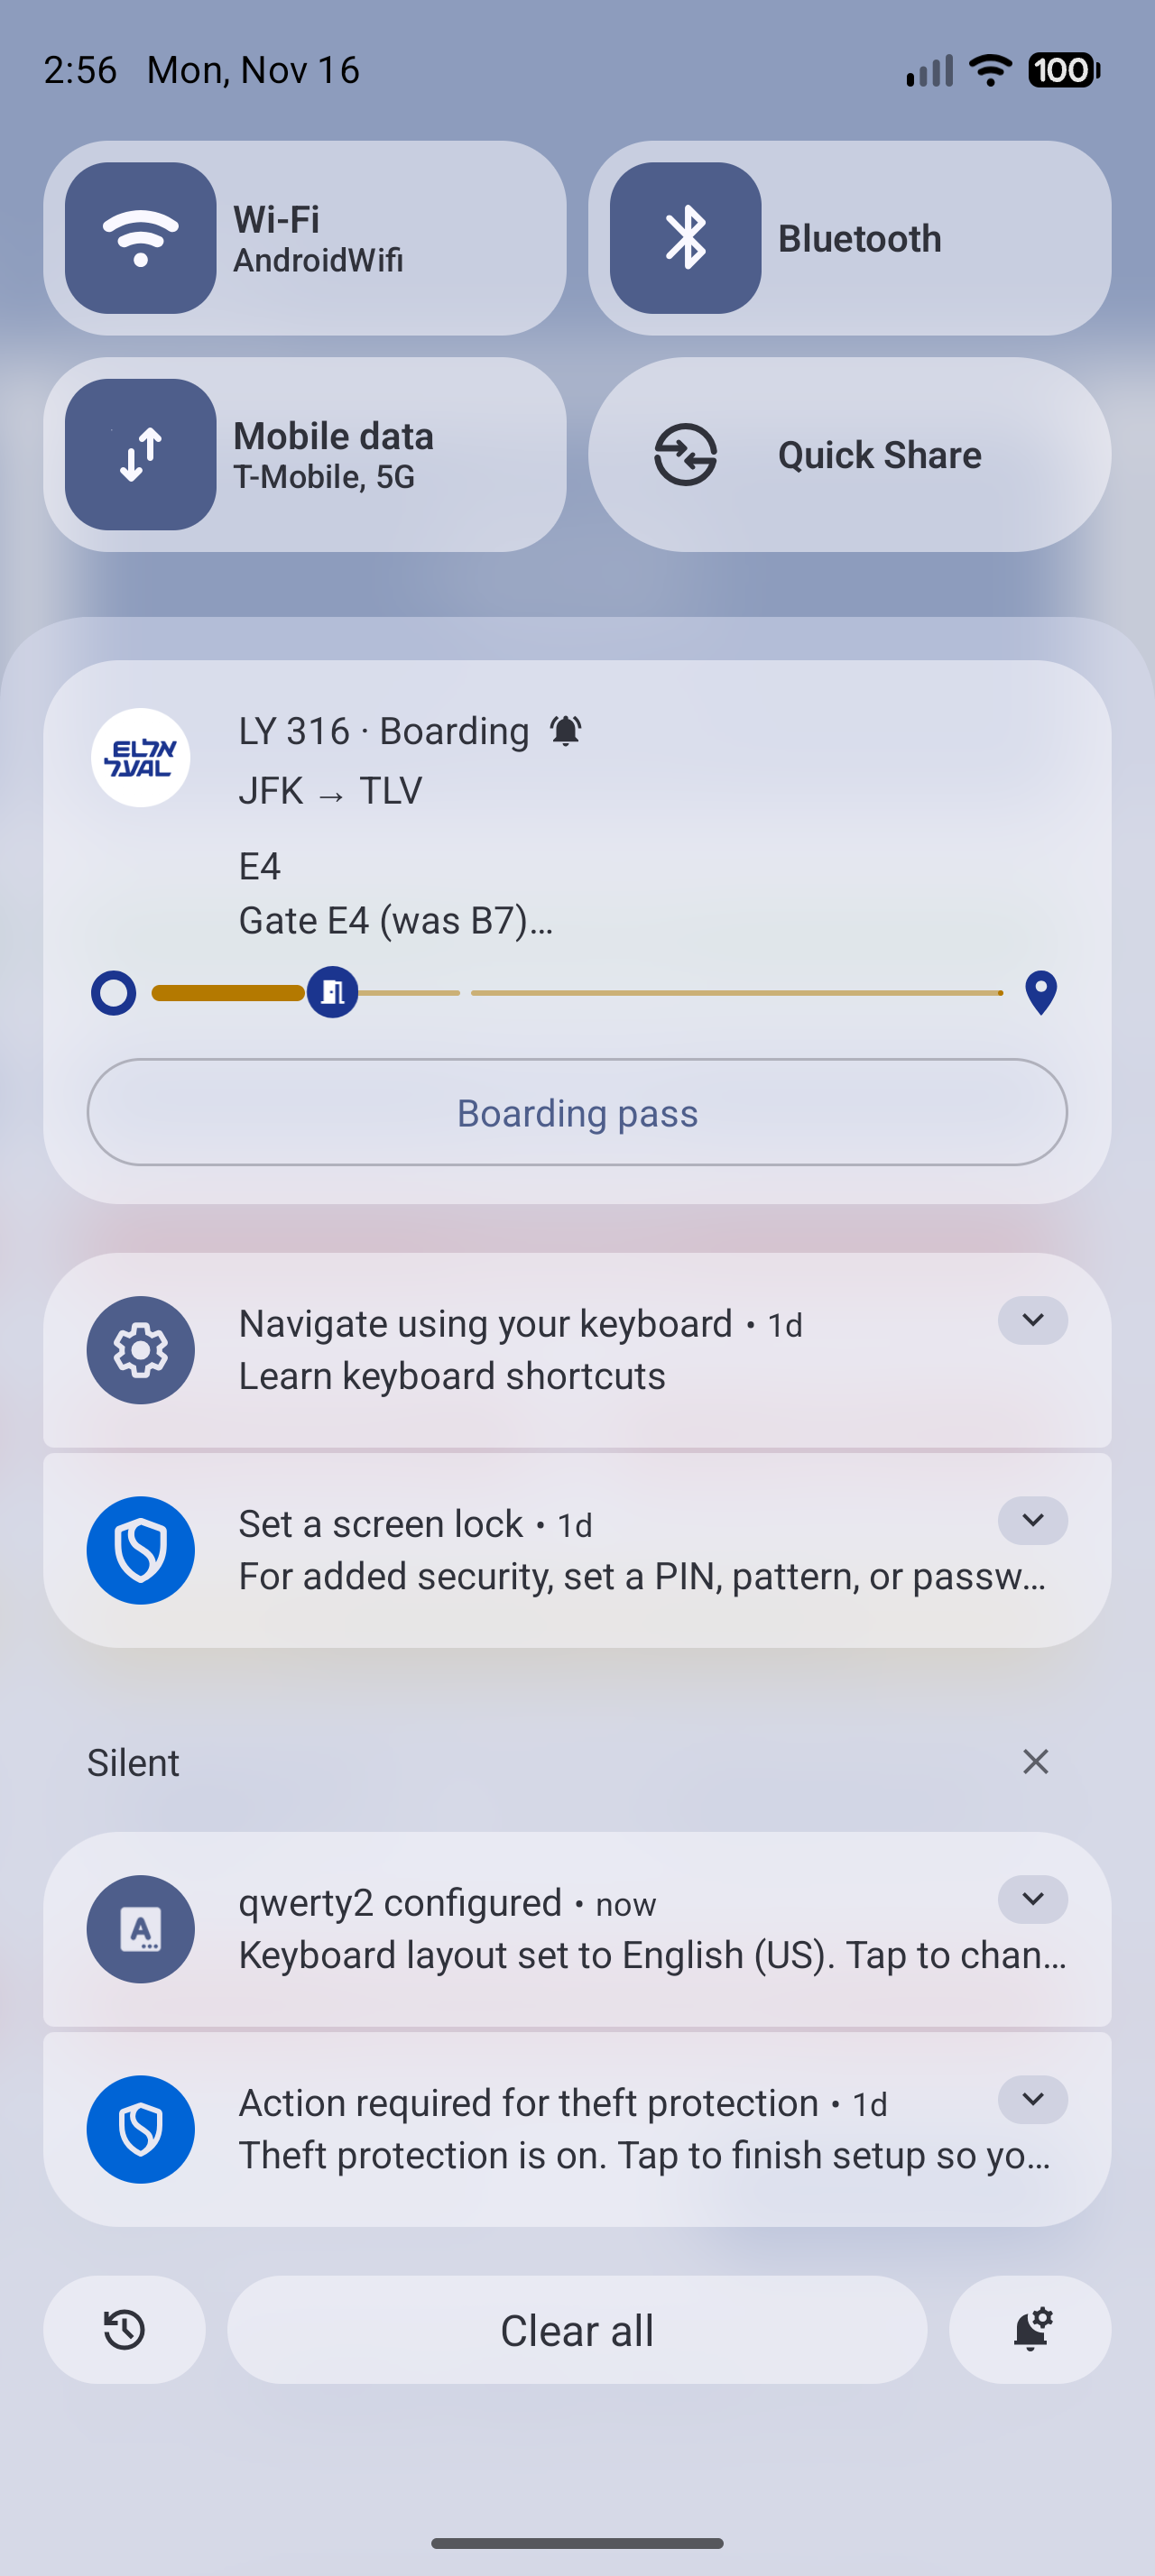 2:56 Mon, Nov 16
100
Wi-Fi
AndroidWifi
Bluetooth
Mobile data
T-Mobile, 5G
Quick Share
LY 316 · Boarding
EL אל
JAV על
JFK → TLV
E4
Gate E4 (was B7)…
Boarding pass
Navigate using your keyboard • 1d
Learn keyboard shortcuts
Set a screen lock • 1d
For added security, set a PIN, pattern, or passw…
Silent
qwerty2 configured • now
Keyboard layout set to English (US). Tap to chan…
Action required for theft protection • 1d
Theft protection is on. Tap to finish setup so yo…
Clear all